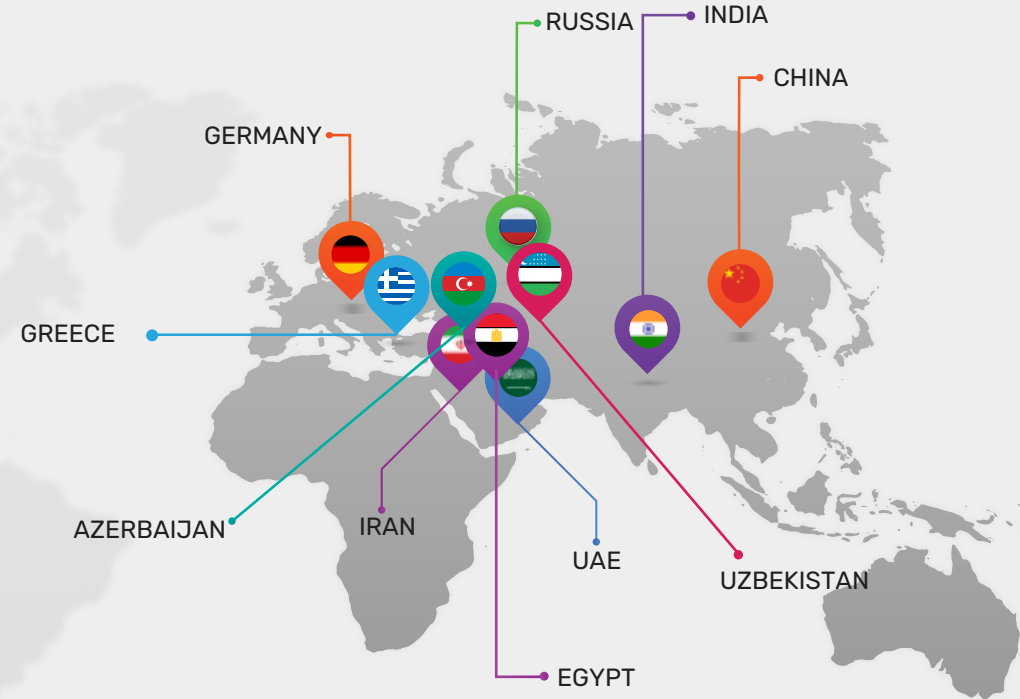 RUSSIA
INDIA
CHINA
GERMANY
GREECE
AZERBAIJAN
IRAN
UAE
UZBEKISTAN
EGYPT